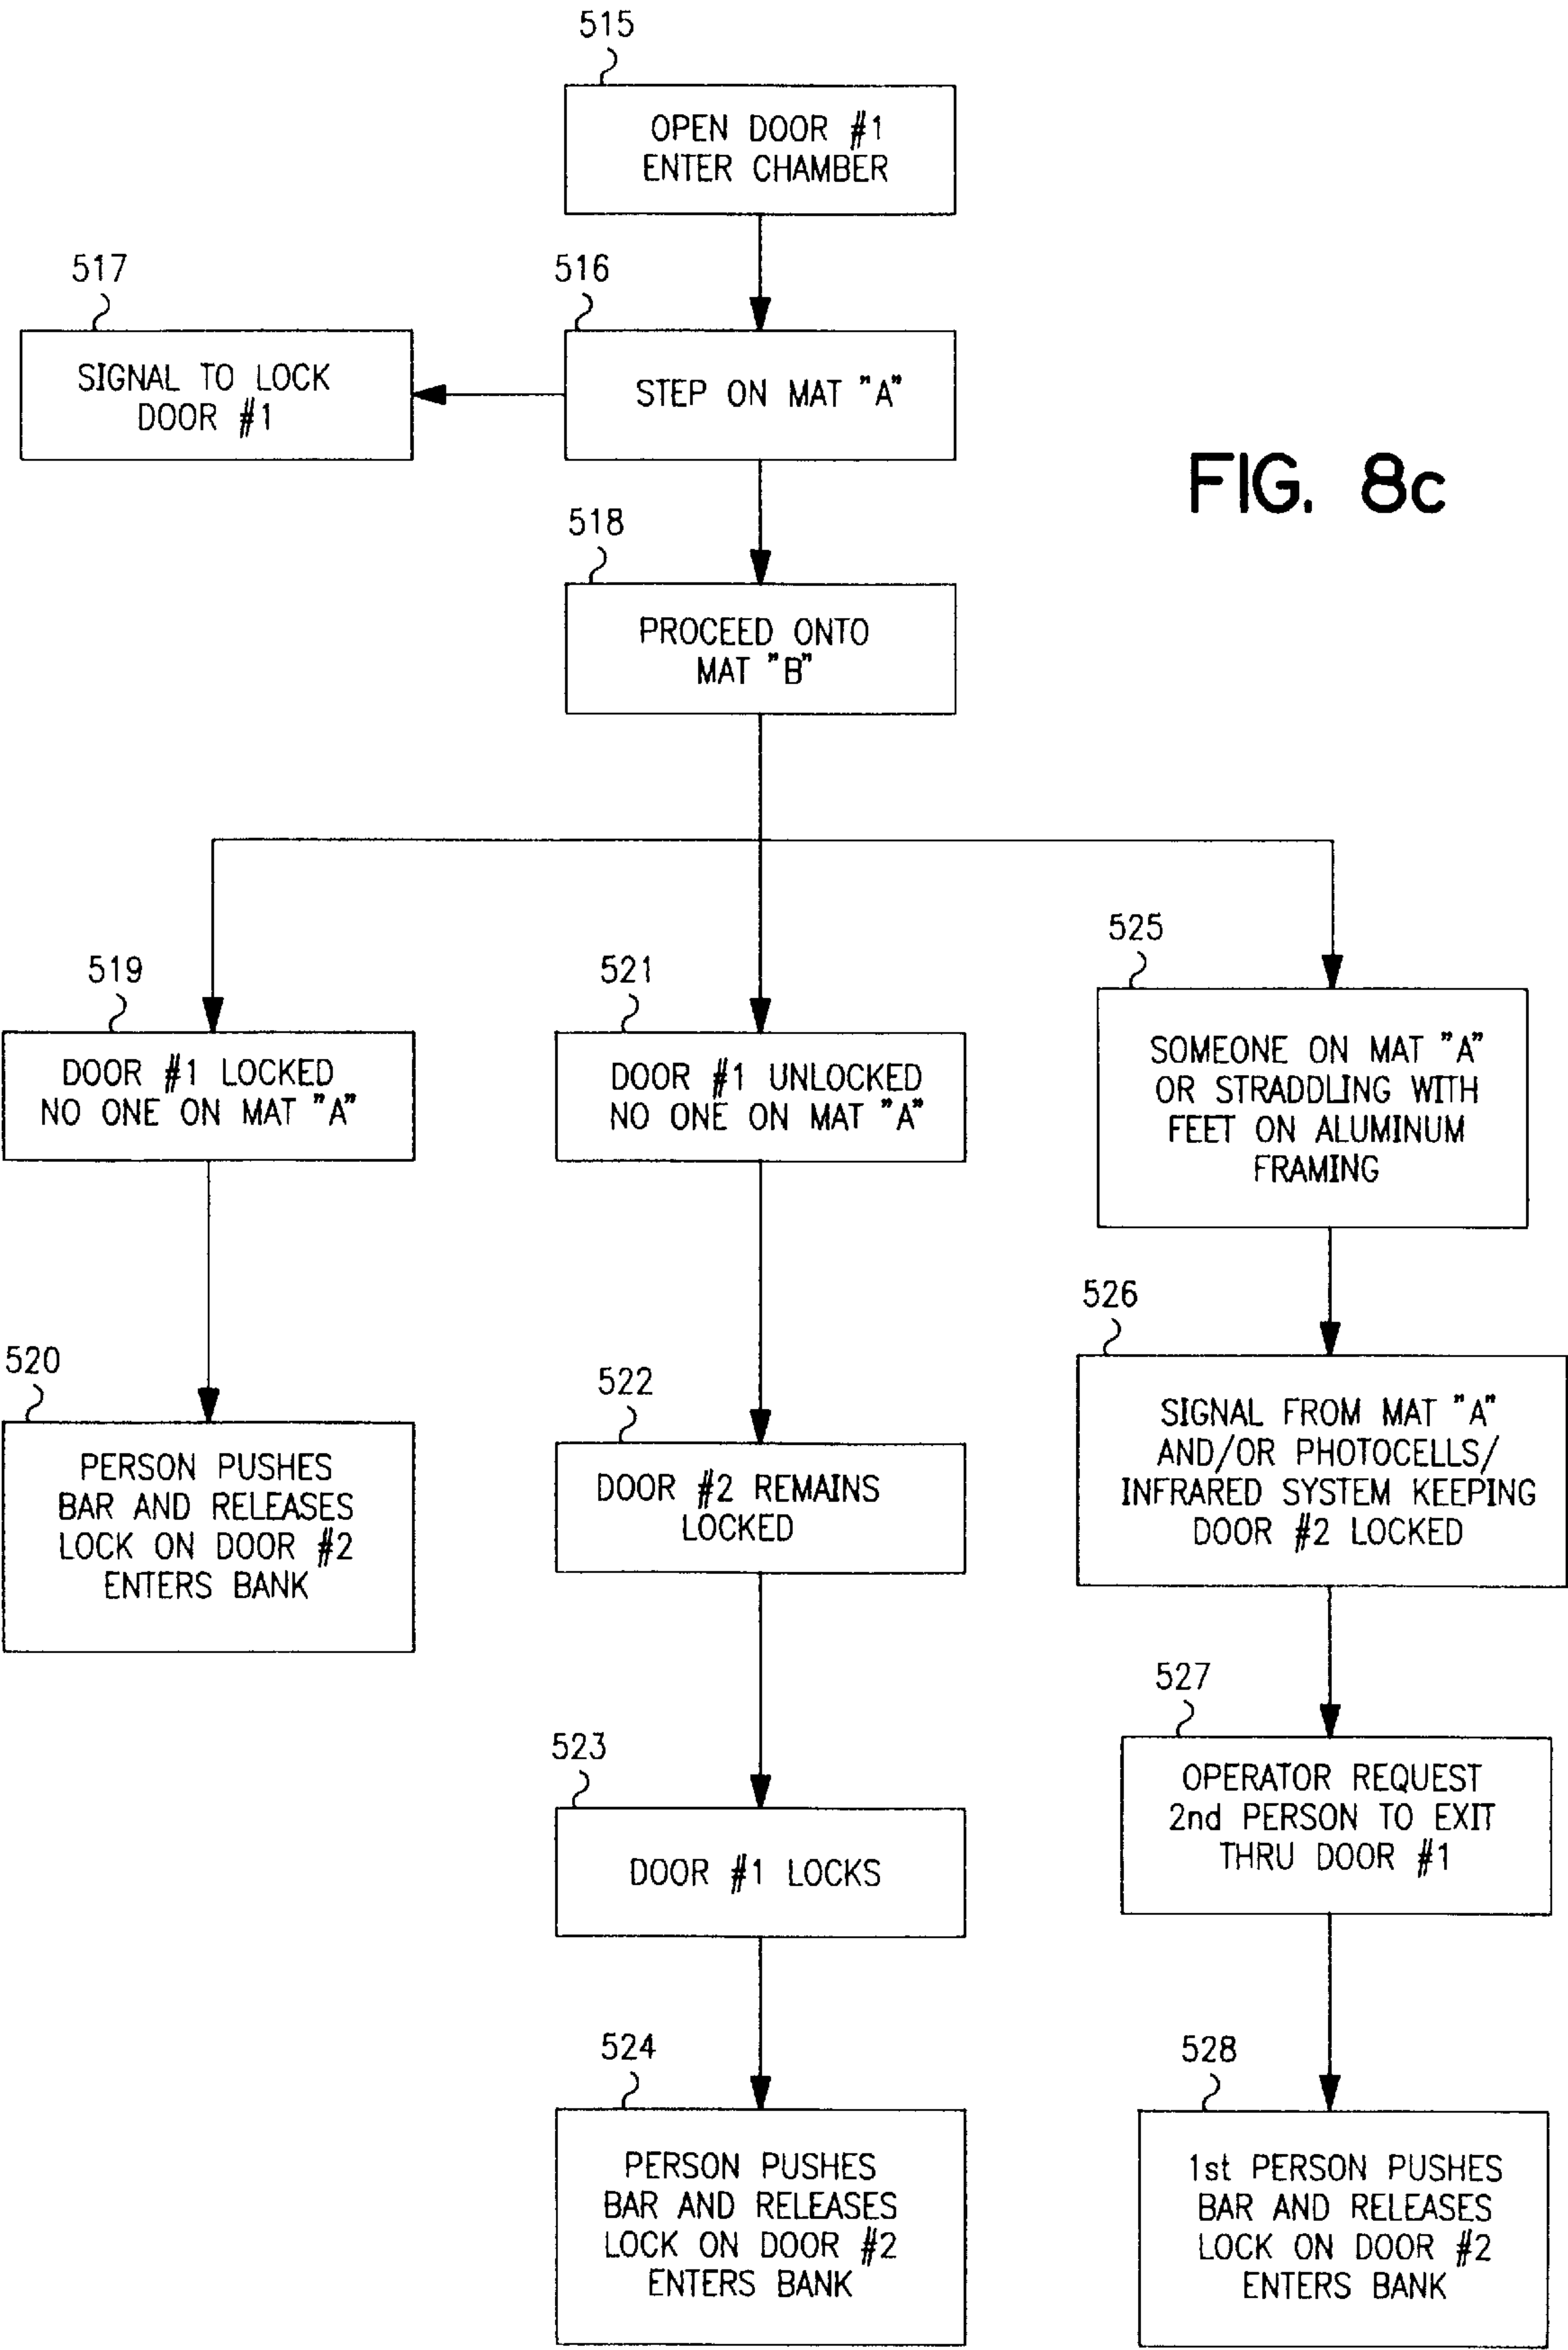 515
OPEN DOOR #1
ENTER CHAMBER
517
SIGNAL TO LOCK
DOOR #1
516
STEP ON MAT "A"
FIG. 8c
518
PROCEED ONTO
MAT "B"
519
DOOR #1 LOCKED
NO ONE ON MAT "A"
520
PERSON PUSHES
BAR AND RELEASES
LOCK ON DOOR #2
ENTERS BANK
521
DOOR #1 UNLOCKED
NO ONE ON MAT "A"
522
DOOR #2 REMAINS
LOCKED
523
DOOR #1 LOCKS
524
PERSON PUSHES
BAR AND RELEASES
LOCK ON DOOR #2
ENTERS BANK
525
SOMEONE ON MAT "A"
OR STRADDLING WITH
FEET ON ALUMINUM
FRAMING
526
SIGNAL FROM MAT "A"
AND/OR PHOTOCELLS/
INFRARED SYSTEM KEEPING
DOOR #2 LOCKED
527
OPERATOR REQUEST
2nd PERSON TO EXIT
THRU DOOR #1
528
1st PERSON PUSHES
BAR AND RELEASES
LOCK ON DOOR #2
ENTERS BANK